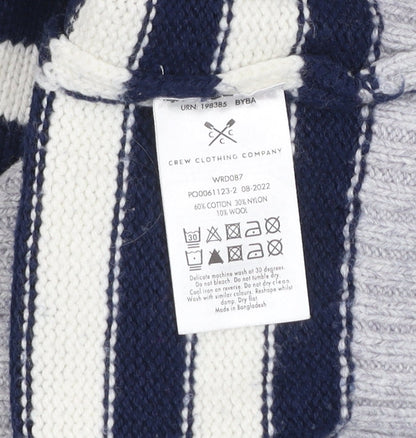 URN: 198385 BYBA
C C
C
CREW CLOTHING COMPANY
WRD087
PO0061123-2 08-2022
60% COTTON 30% NYLON
10% WOOL
30
Delicate machine wash at 30 degrees.
Do not bleach. Do not tumble dry.
Cool iron on reverse. Do not dry clean.
Wash with similar colours. Reshape whilst
damp. Dry flat
Made in Bangladesh